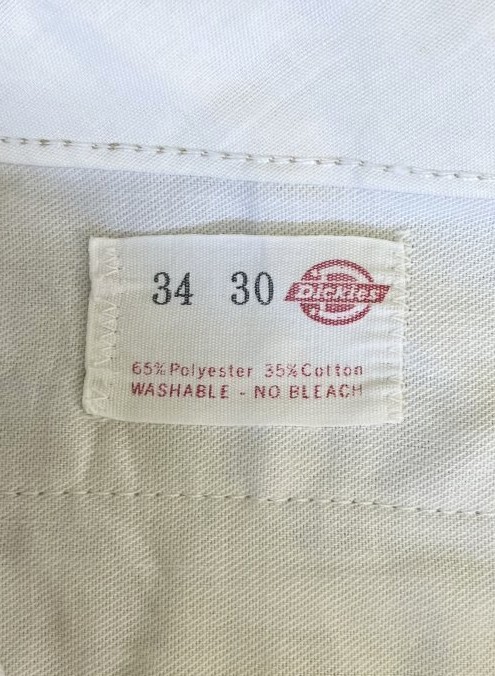 34 30 Dickies
65% Polyester 35% Cotton
WASHABLE - NO BLEACH